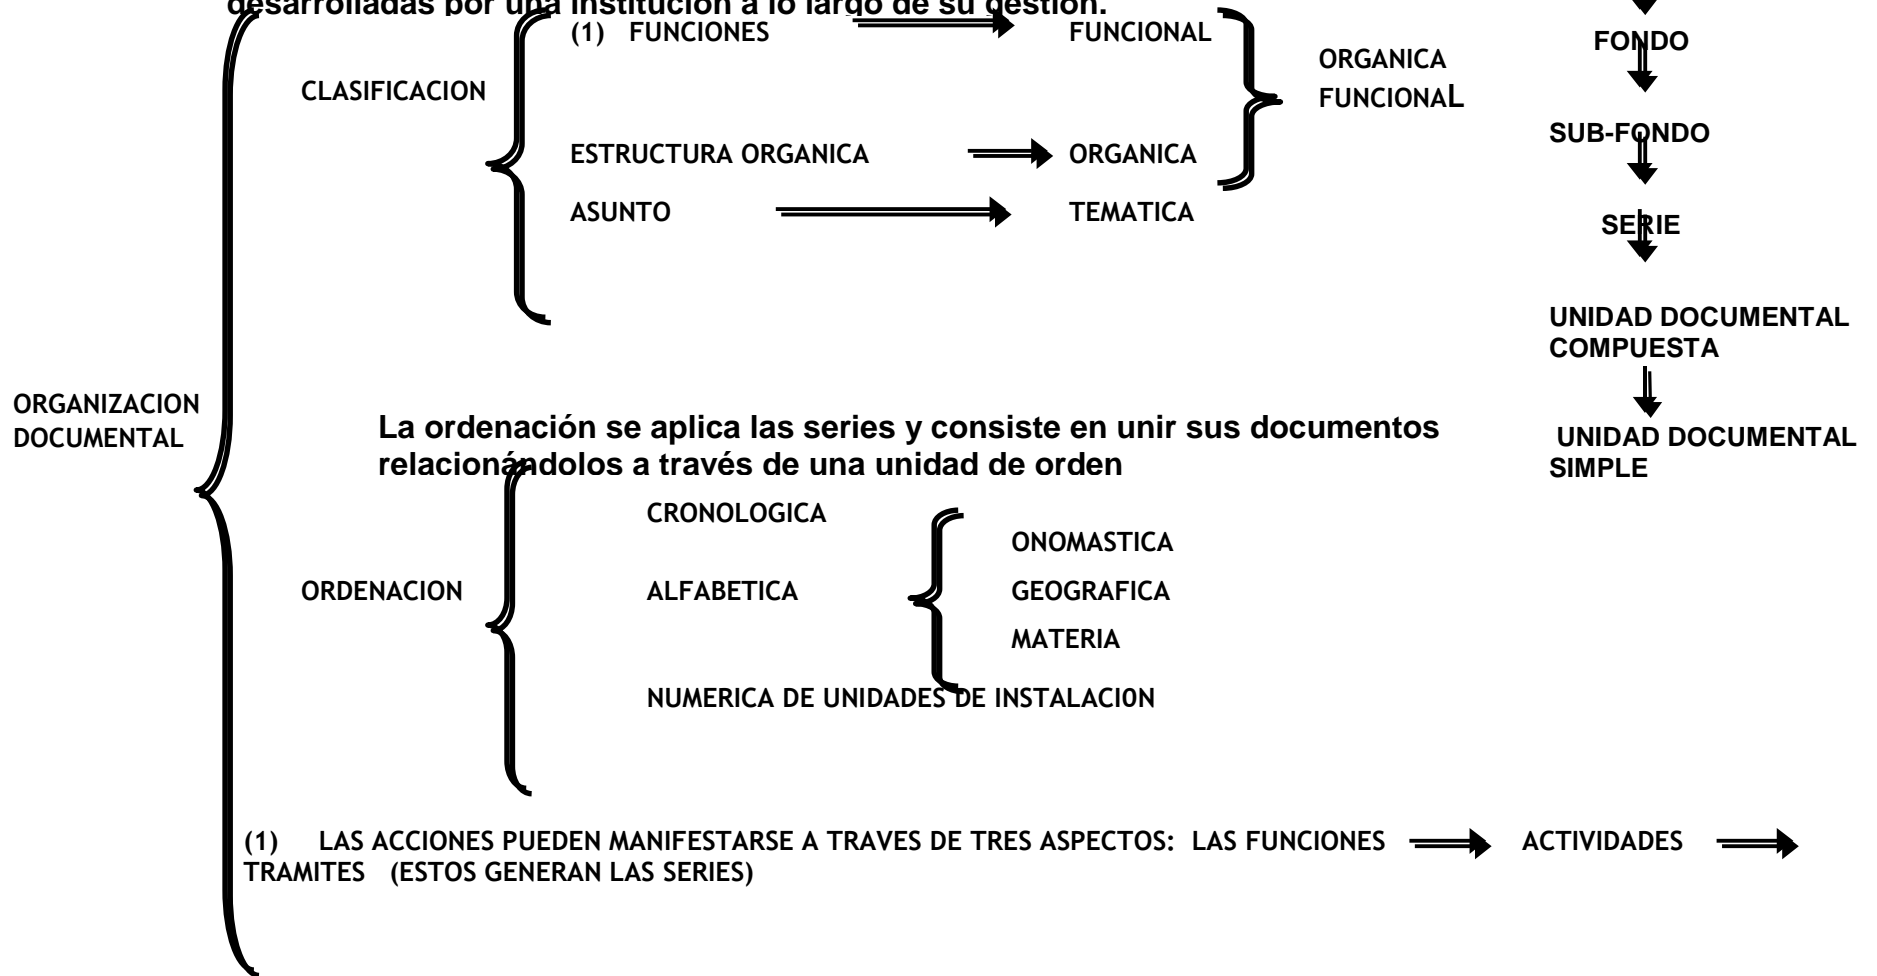 desarrolladas por una institución a lo largo de su gestión.
(1) FUNCIONES FUNCIONAL
ORGANICA
FUNCIONAL
CLASIFICACION
ESTRUCTURA ORGANICA ORGANICA
ASUNTO TEMATICA
FONDO
SUB-FONDO
SERIE
UNIDAD DOCUMENTAL
COMPUESTA
UNIDAD DOCUMENTAL
SIMPLE
ORGANIZACION
DOCUMENTAL
La ordenación se aplica las series y consiste en unir sus documentos
relacionándolos a través de una unidad de orden
CRONOLOGICA
ORDENACION
ALFABETICA
ONOMASTICA
GEOGRAFICA
MATERIA
NUMERICA DE UNIDADES DE INSTALACI0N
(1) LAS ACCIONES PUEDEN MANIFESTARSE A TRAVES DE TRES ASPECTOS: LAS FUNCIONES ACTIVIDADES
TRAMITES (ESTOS GENERAN LAS SERIES)